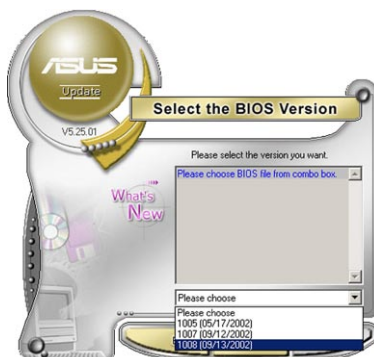 ASUS
Update
V5.25.01
Select the BIOS Version
Please select the version you want.
Please choose BIOS file from combo box.
What's
New
Please choose
Please choose
1005 (05/17/2002)
1007 (09/12/2002)
1008 (09/13/2002)